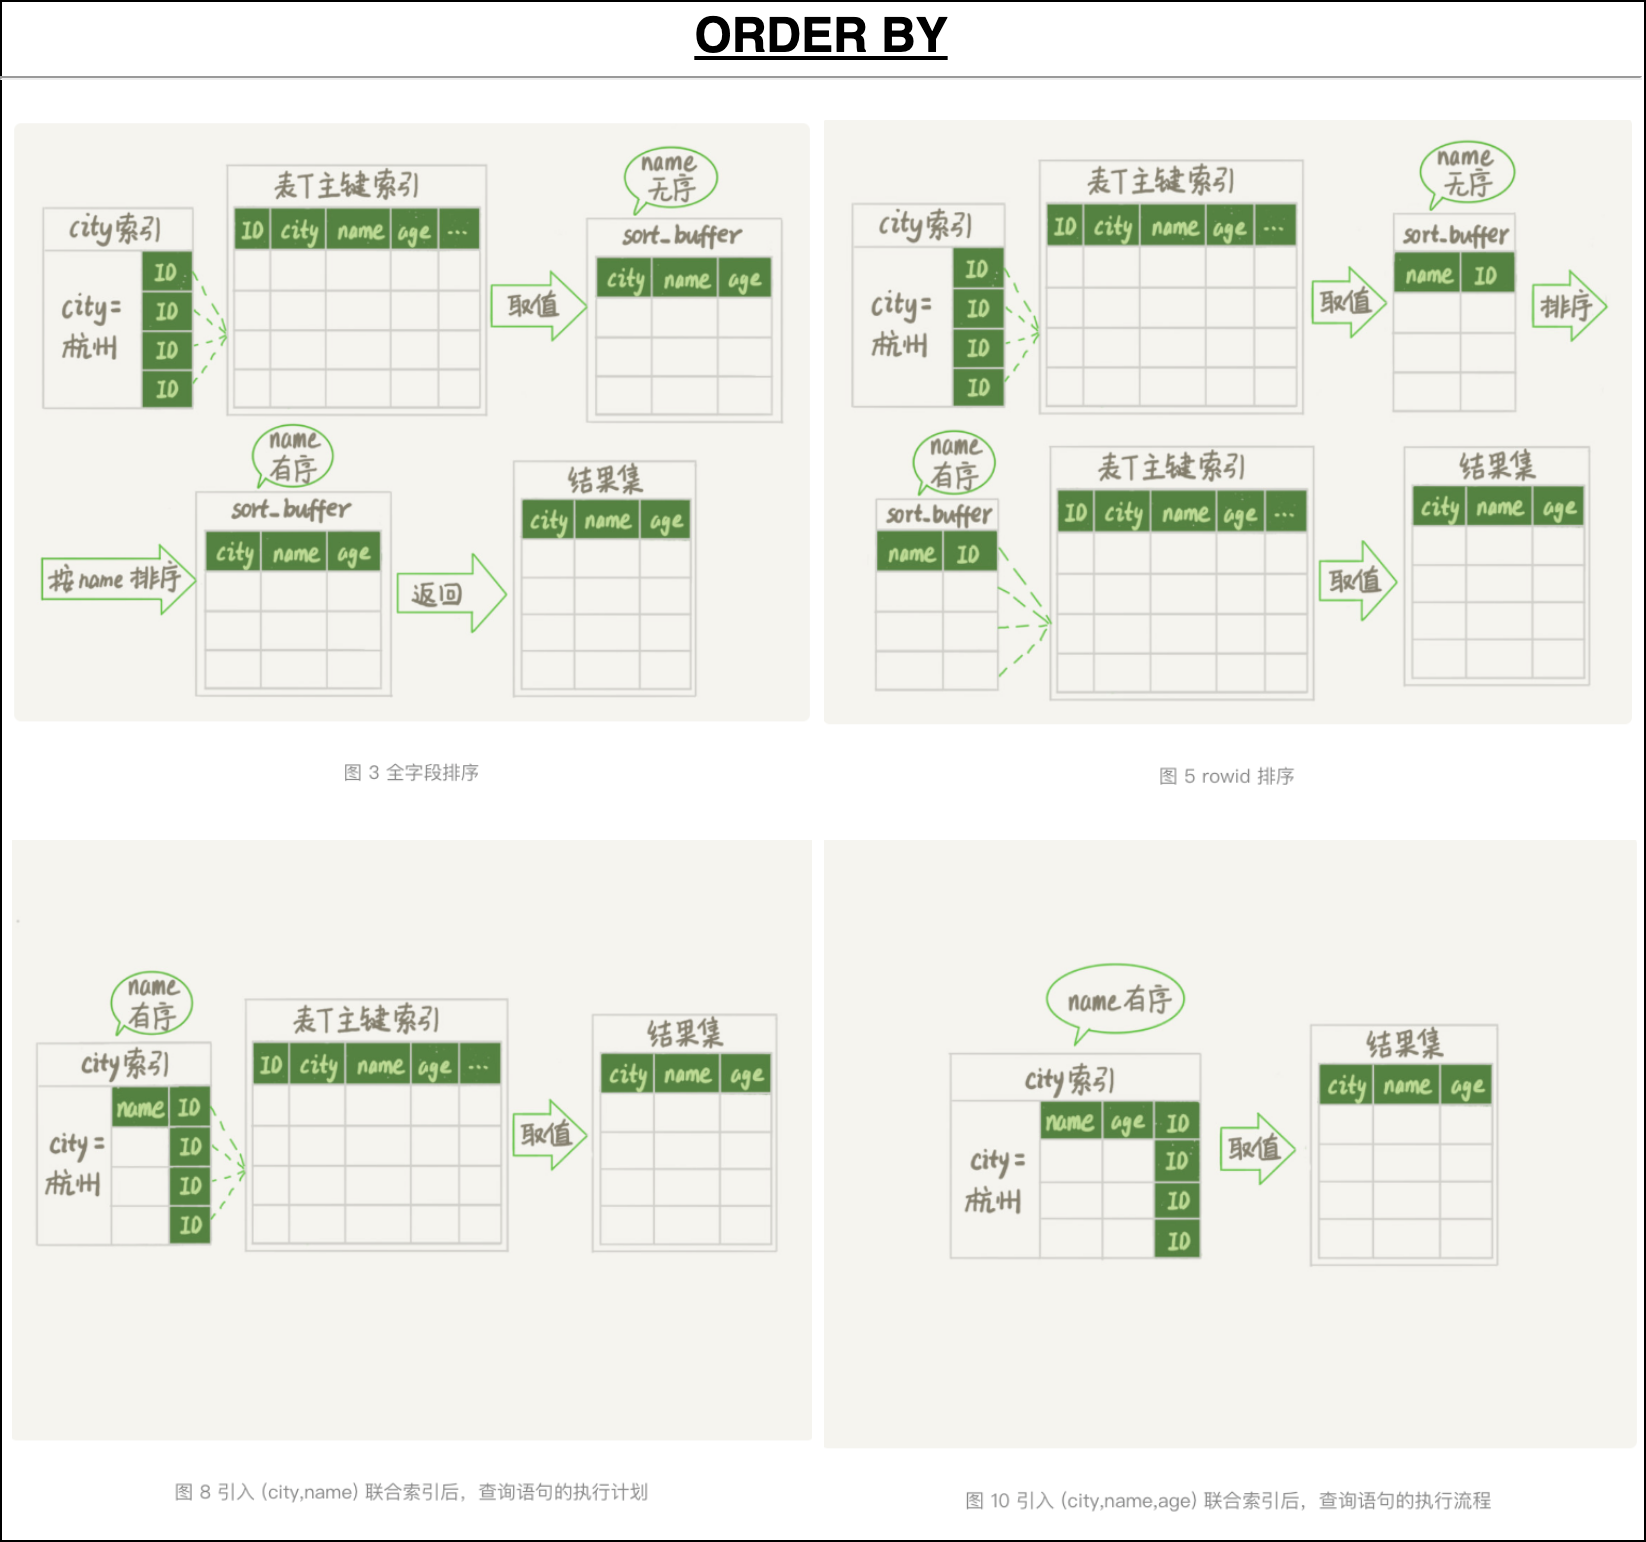 ORDER BY
city索引
city=
杭州
ID
ID
ID
ID
表T主键索引
ID city name age ...
取值
name
无序
sort_buffer
city name age
按name排序
name
有序
sort_buffer
city name age
返回
结果集
city name age
图 3 全字段排序
city索引
city=
杭州
ID
ID
ID
ID
表T主键索引
ID city name age ...
取值
name
无序
sort_buffer
name ID
排序
name
有序
sort_buffer
name ID
表T主键索引
ID city name age ...
取值
结果集
city name age
图 5 rowid 排序
name
有序
city索引
city=
杭州
name ID
ID
ID
ID
表T主键索引
ID city name age ...
取值
结果集
city name age
图 8 引入 (city,name) 联合索引后，查询语句的执行计划
name有序
city索引
city=
杭州
name age ID
ID
ID
ID
取值
结果集
city name age
图 10 引入 (city,name,age) 联合索引后，查询语句的执行流程